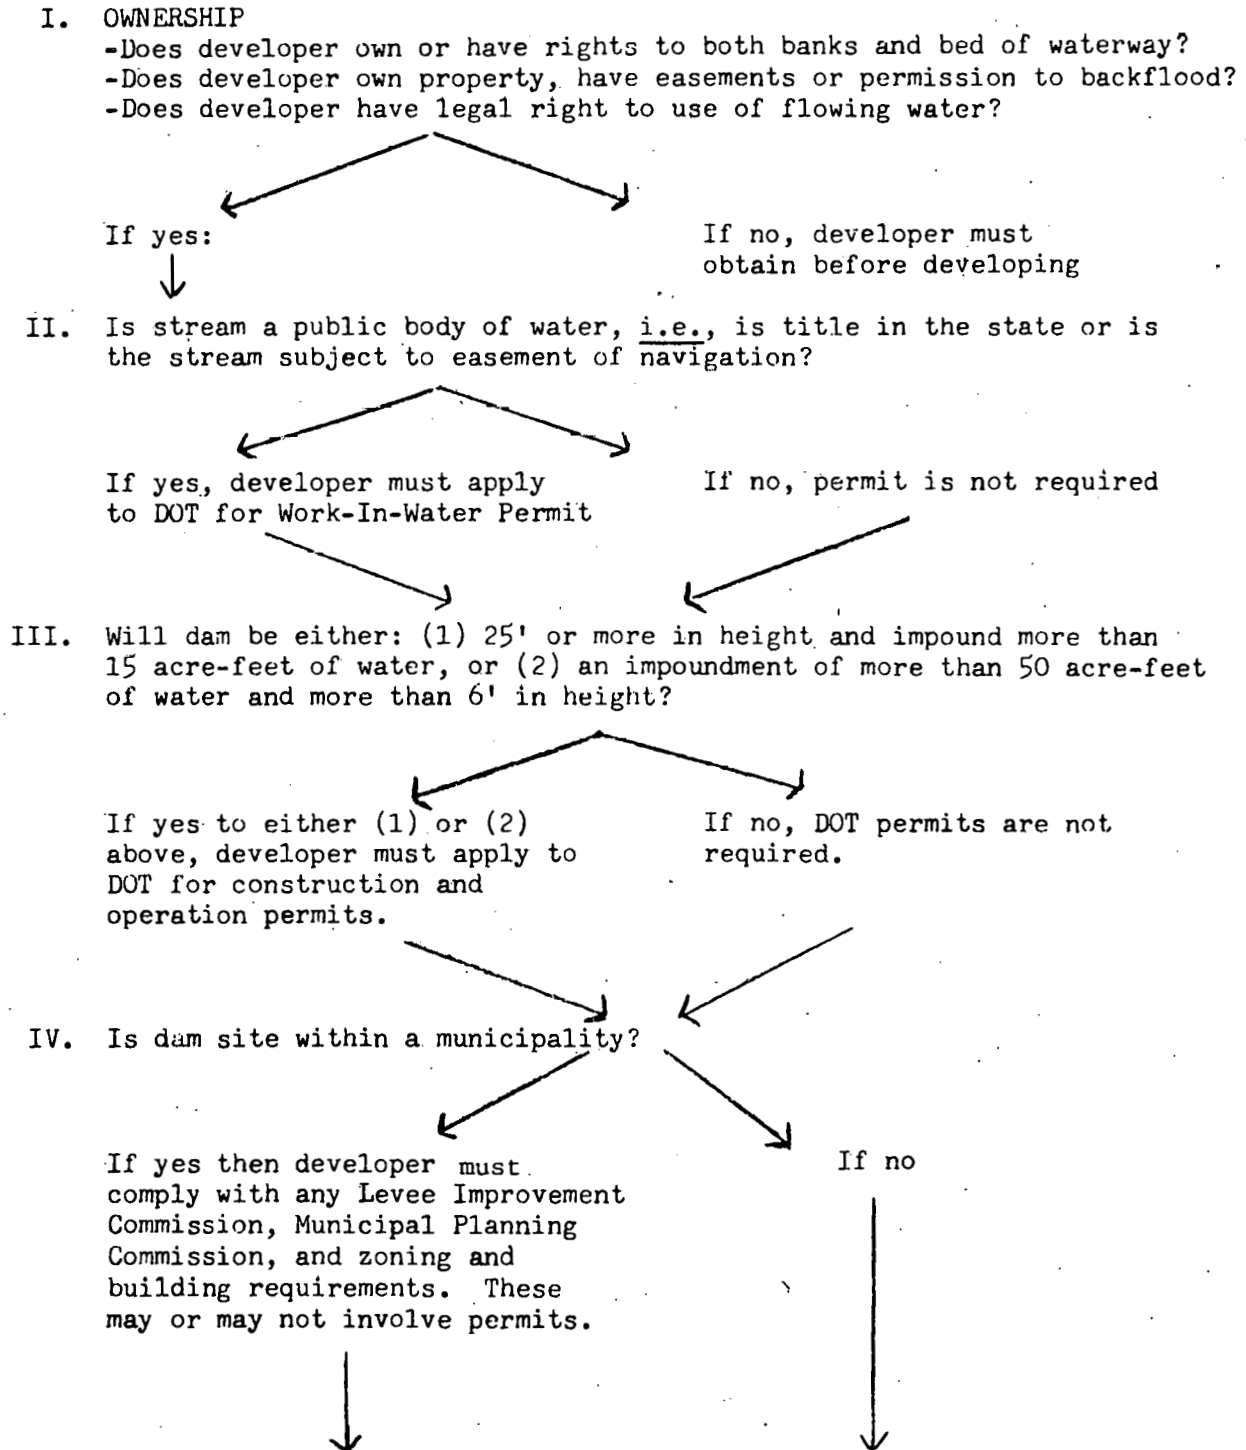 I. OWNERSHIP
-Does developer own or have rights to both banks and bed of waterway?
-Does developer own property, have easements or permission to backflood?
-Does developer have legal right to use of flowing water?
If yes:
If no, developer must
obtain before developing
II. Is stream a public body of water, i.e., is title in the state or is
the stream subject to easement of navigation?
If yes, developer must apply
to DOT for Work-In-Water Permit
If no, permit is not required
III. Will dam be either: (1) 25' or more in height and impound more than
15 acre-feet of water, or (2) an impoundment of more than 50 acre-feet
of water and more than 6' in height?
If yes to either (1) or (2)
above, developer must apply to
DOT for construction and
operation permits.
If no, DOT permits are not
required.
IV. Is dam site within a municipality?
If yes then developer must
comply with any Levee Improvement
Commission, Municipal Planning
Commission, and zoning and
building requirements. These
may or may not involve permits.
If no